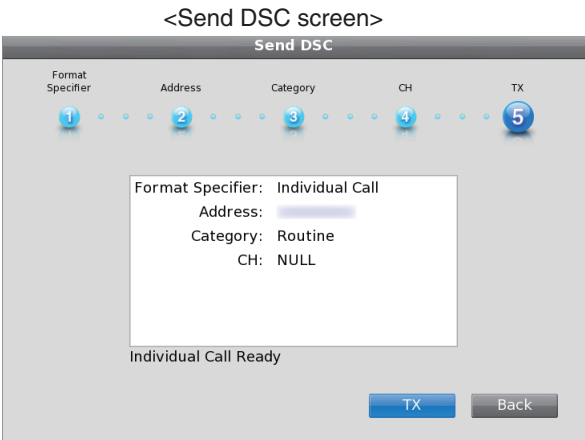 <Send DSC screen>
Send DSC
Format
Specifier Address Category CH TX
1 2 3 4 5
Format Specifier: Individual Call
Address:
Category: Routine
CH: NULL
Individual Call Ready
TX Back